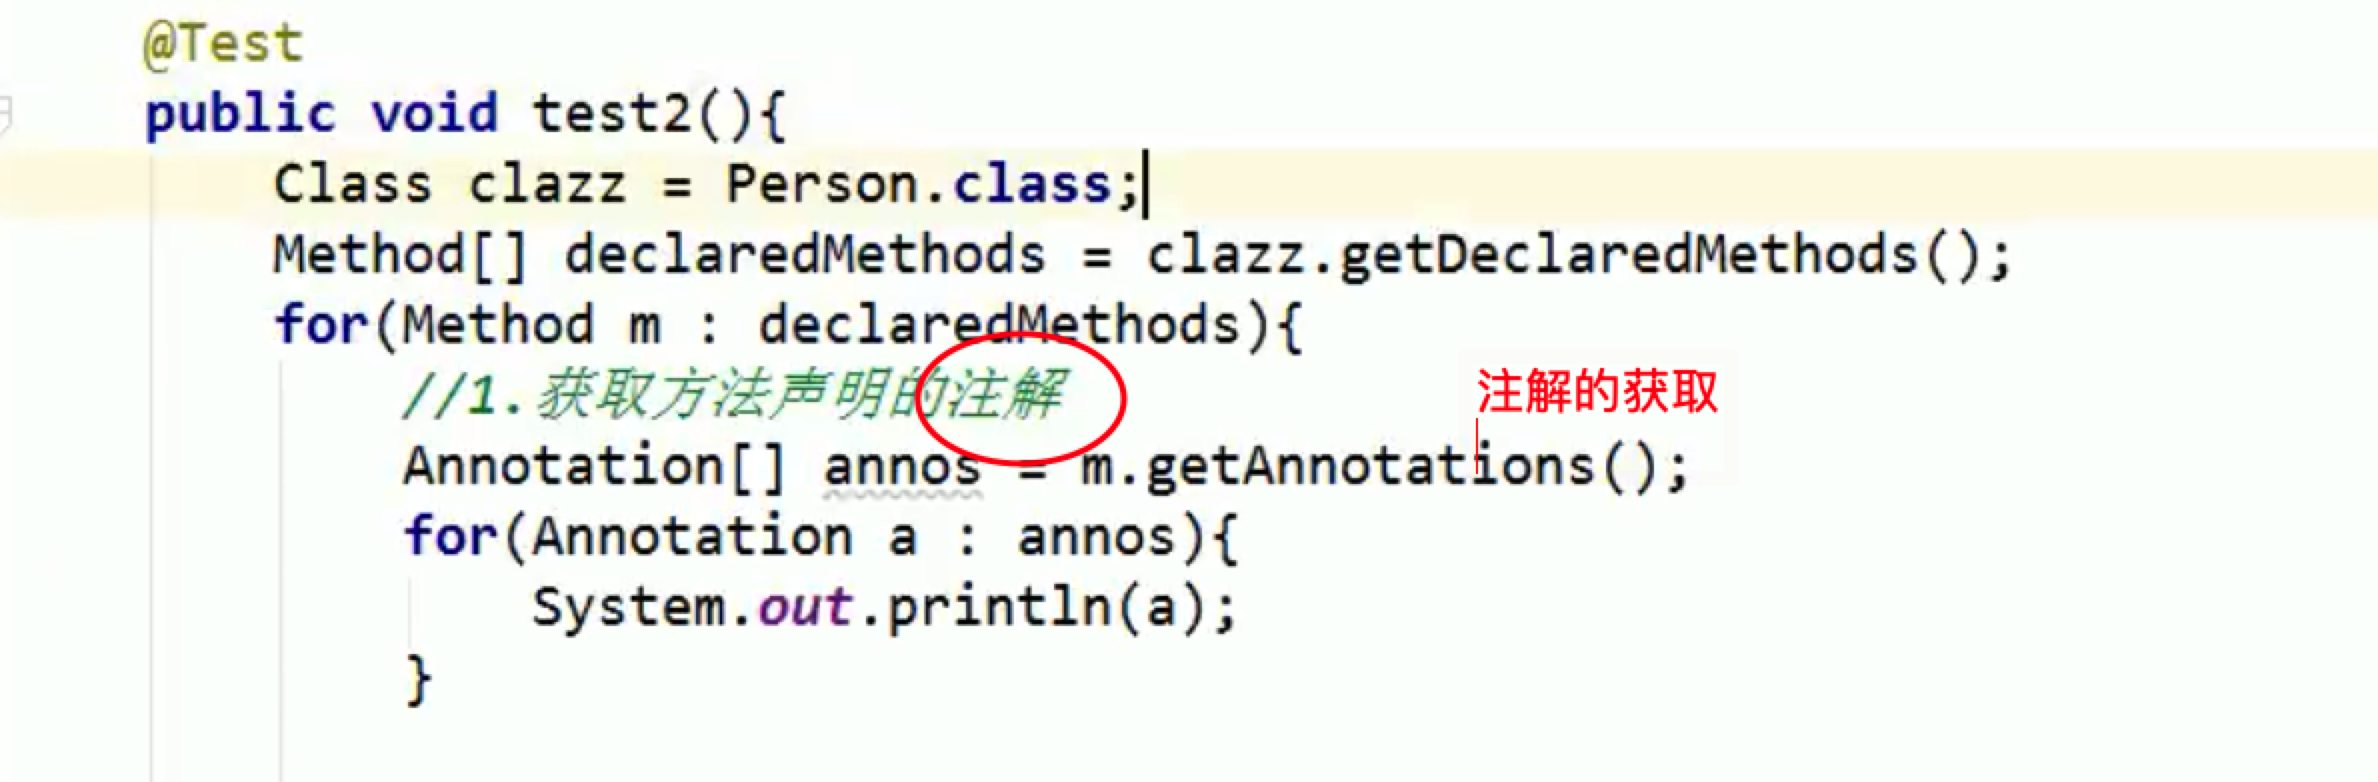 @Test
public void test2(){
Class clazz = Person.class;
Method[] declaredMethods = clazz.getDeclaredMethods();
for(Method m : declaredMethods){
//1.获取方法声明的注解
注解的获取
Annotation[] annos = m.getAnnotations();
for(Annotation a : annos){
System.out.println(a);
}